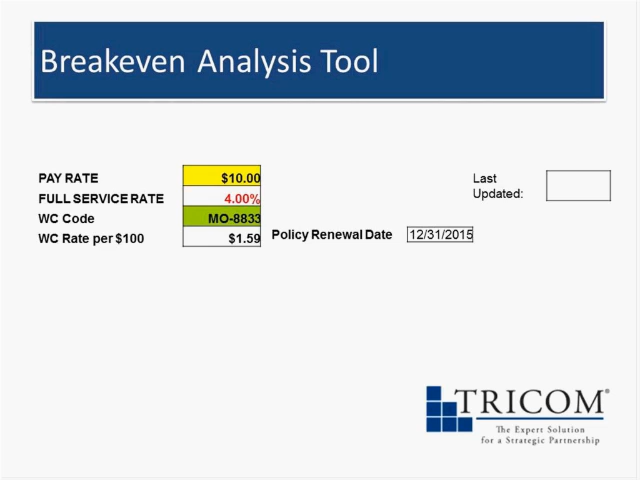 Breakeven Analysis Tool
PAY RATE $10.00
FULL SERVICE RATE 4.00%
WC Code MO-8833
WC Rate per $100 $1.59
Policy Renewal Date 12/31/2015
Last
Updated:
TRICOM®
The Expert Solution
for a Strategic Partnership